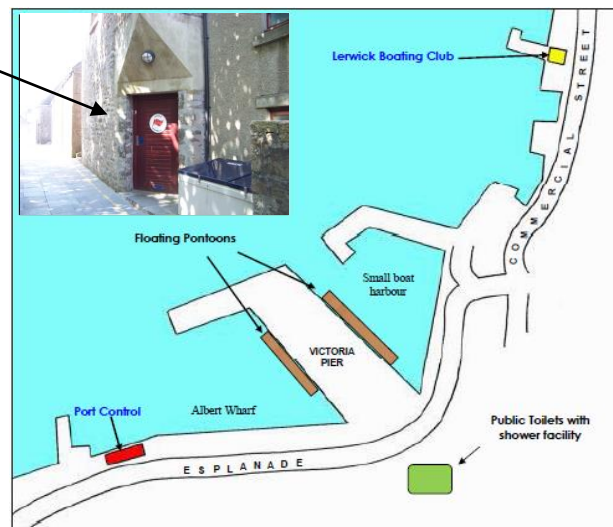 Lerwick Boating Club
COMMERCIAL STREET
Floating Pontoons
Small boat
harbour
VICTORIA
PIER
Port Control
Albert Wharf
ESPLANADE
Public Toilets with
shower facility